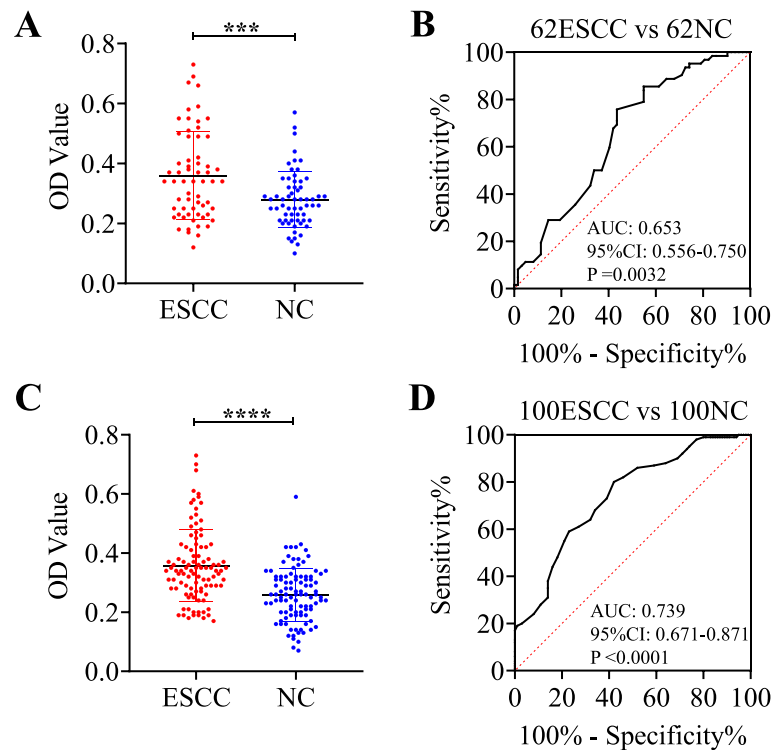 A
***
0.8
0.6
0.4
0.2
0.0
OD Value
ESCC
NC
B
62ESCC vs 62NC
100
80
60
40
20
0
Sensitivity%
AUC: 0.653
95%CI: 0.556-0.750
P =0.0032
0 20 40 60 80 100
100% - Specificity%
C
****
0.8
0.6
0.4
0.2
0.0
OD Value
ESCC
NC
D
100ESCC vs 100NC
100
80
60
40
20
0
Sensitivity%
AUC: 0.739
95%CI: 0.671-0.871
P <0.0001
0 20 40 60 80 100
100% - Specificity%